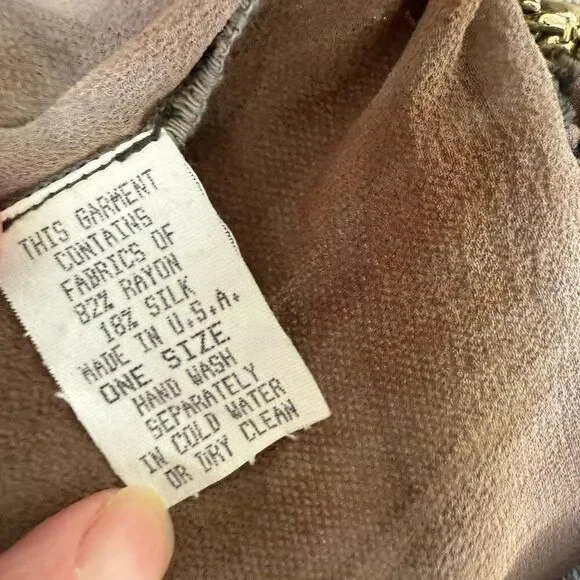 THIS GARMENT
CONTAINS
FABRICS OF
82% RAYON
18% SILK
MADE IN U.S.A.
ONE SIZE
HAND WASH
SEPARATELY
IN COLD WATER
OR DRY CLEAN